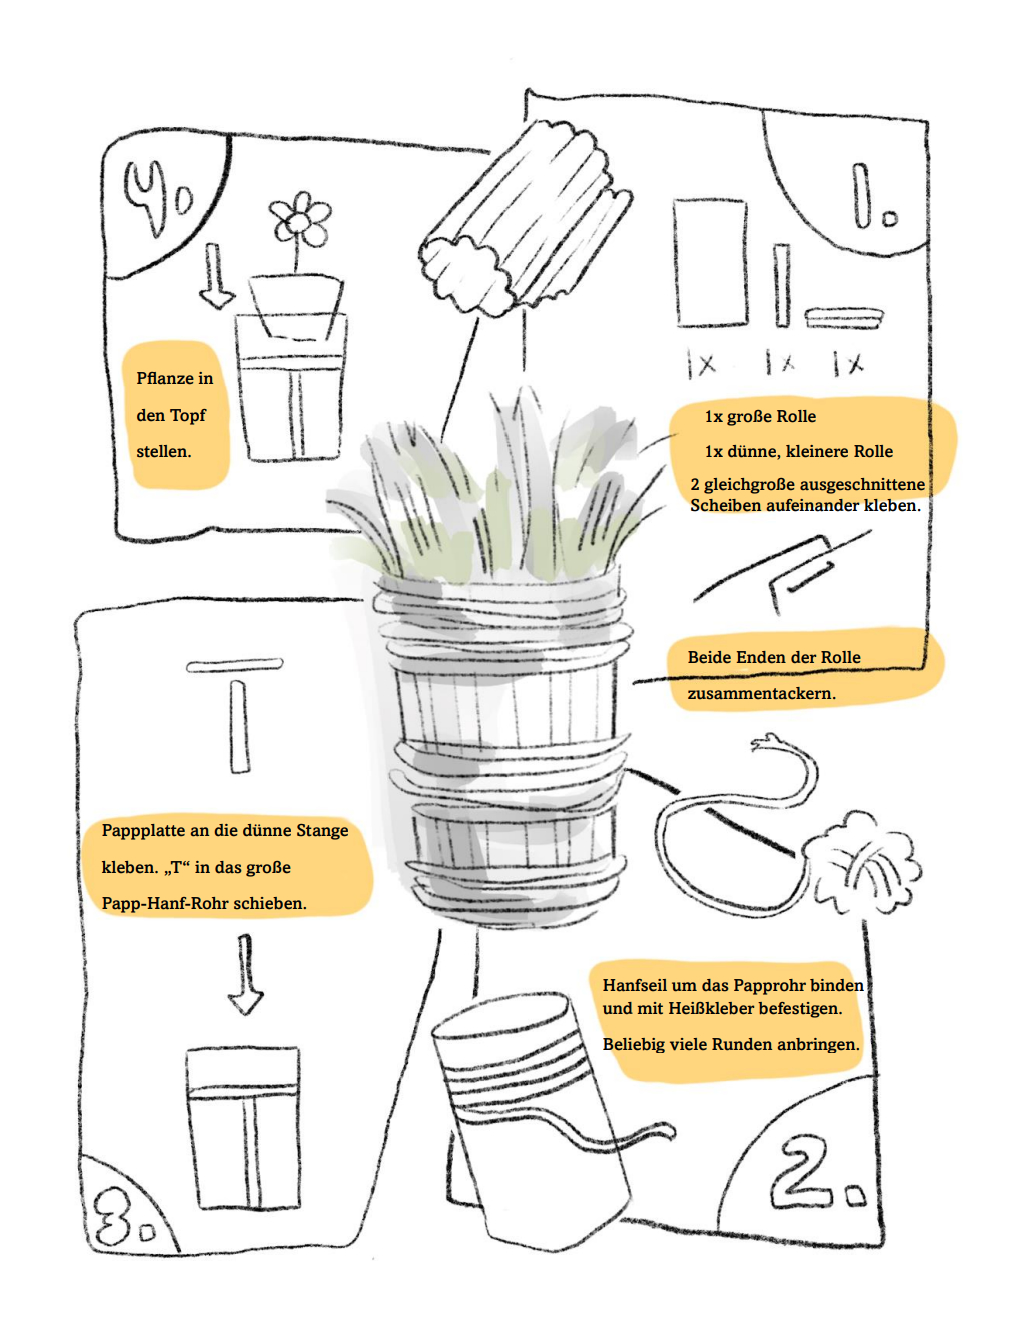 1.
1x 1x 1x
1x große Rolle
1x dünne, kleinere Rolle
2 gleichgroße ausgeschnittene
Scheiben aufeinander kleben.
Beide Enden der Rolle
zusammentackern.
Hanfseil um das Papprohr binden
und mit Heißkleber befestigen.
Beliebig viele Runden anbringen.
2.
Pappplatte an die dünne Stange
kleben. „T“ in das große
Papp-Hanf-Rohr schieben.
3.
4.
Pflanze in
den Topf
stellen.